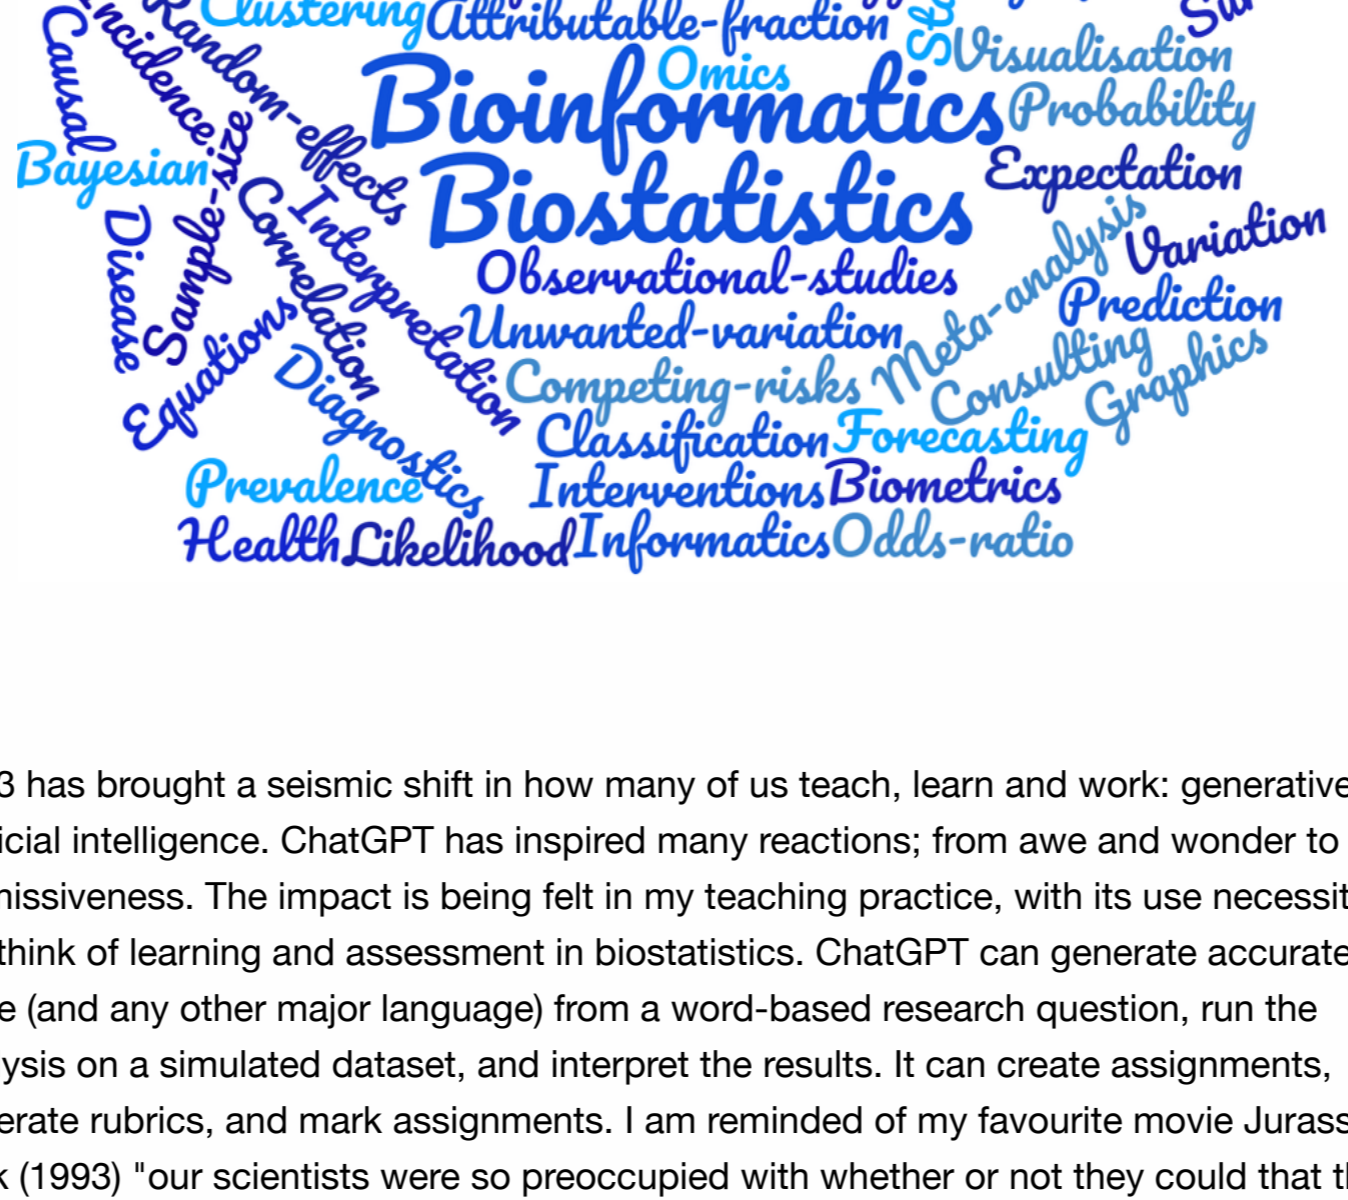 Clustering Attributable-fraction
Causal
Incidence
Random-effects
Omics
Visualisation
Bioinformatics
Probability
Bayesian
Sample-size
Biostatistics
Expectation
Disease
Correlation
Interpretation
Observational-studies
Meta-analysis
Variation
Equations
Unwanted-variation
Prediction
Diagnostics
Competing-risks
Consulting
Graphics
Classification Forecasting
Prevalence
Interventions Biometrics
Health Likelihood Informatics Odds-ratio
3 has brought a seismic shift in how many of us teach, learn and work: generative
icial intelligence. ChatGPT has inspired many reactions; from awe and wonder to
nissiveness. The impact is being felt in my teaching practice, with its use necessit
think of learning and assessment in biostatistics. ChatGPT can generate accurate
e (and any other major language) from a word-based research question, run the
lysis on a simulated dataset, and interpret the results. It can create assignments,
erate rubrics, and mark assignments. I am reminded of my favourite movie Jurass
k (1993) "our scientists were so preoccupied with whether or not they could that th